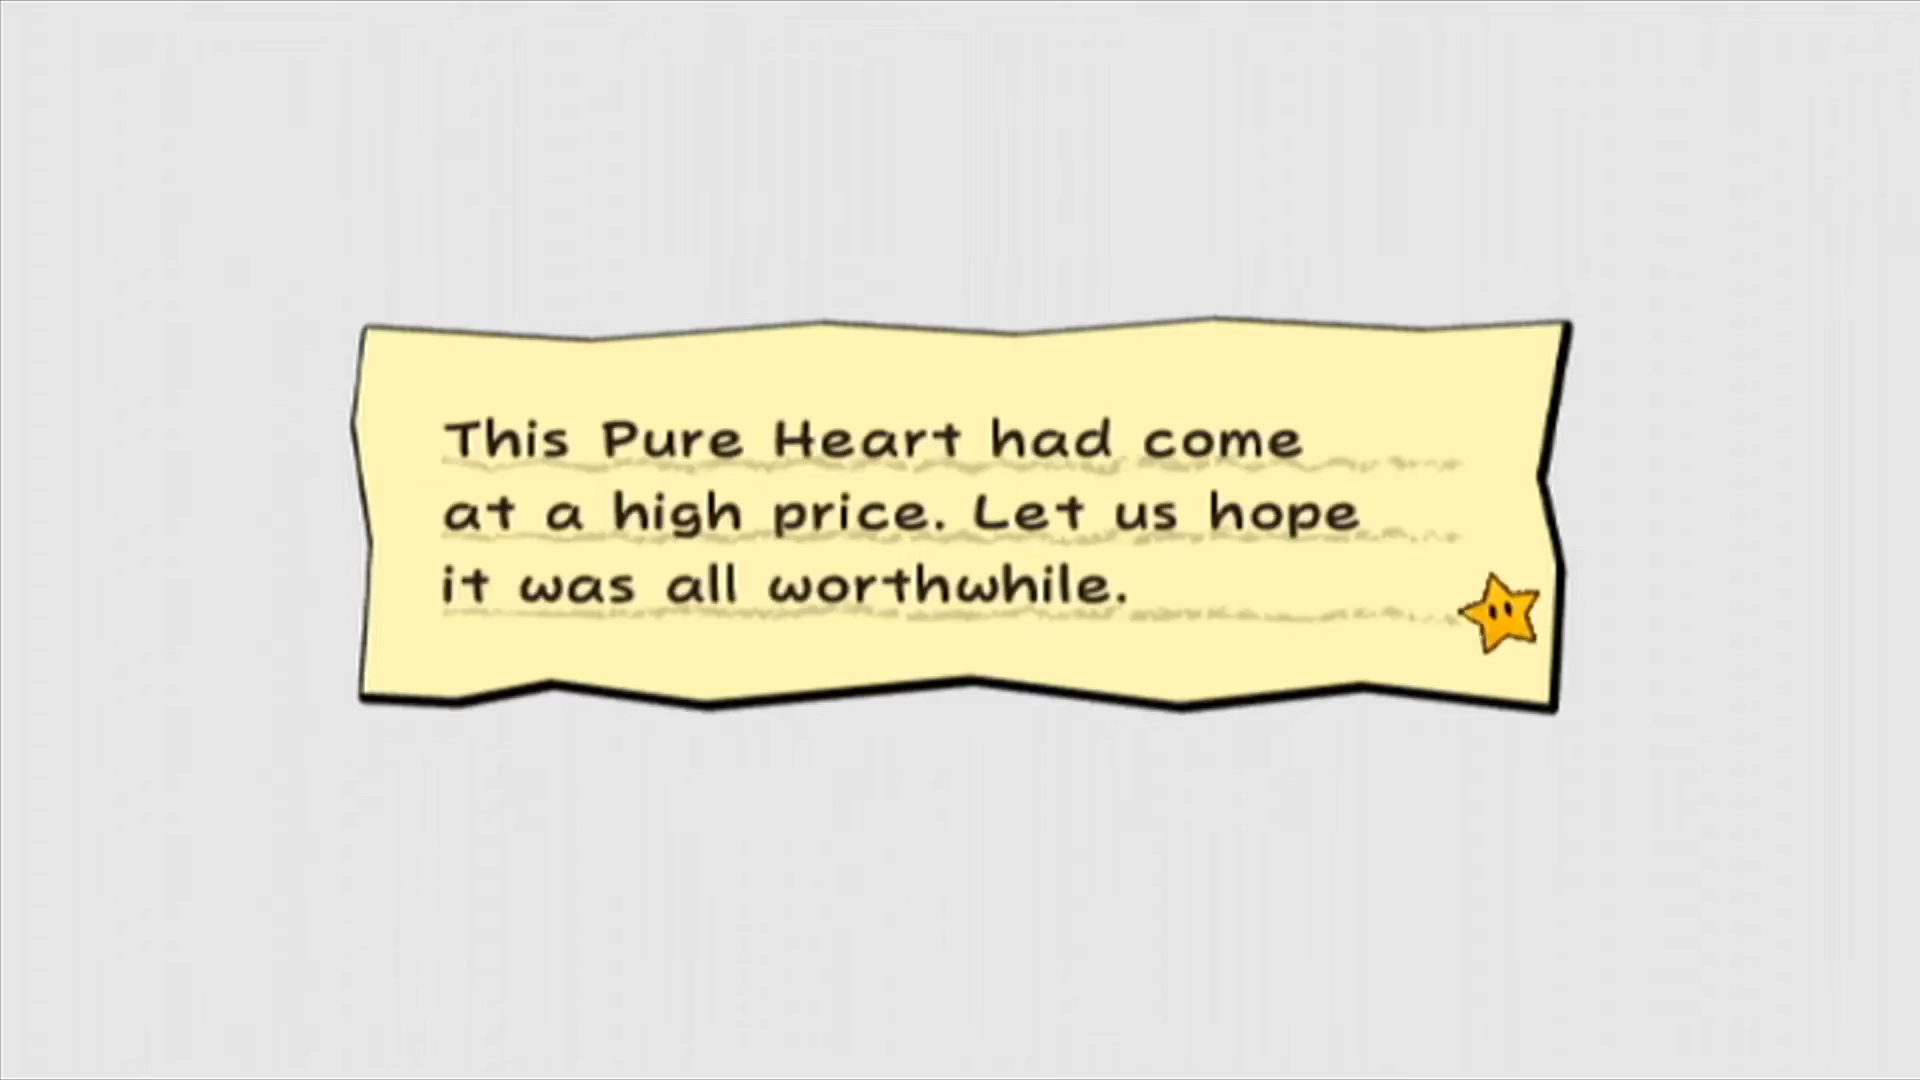 This Pure Heart had come
at a high price. Let us hope
it was all worthwhile.